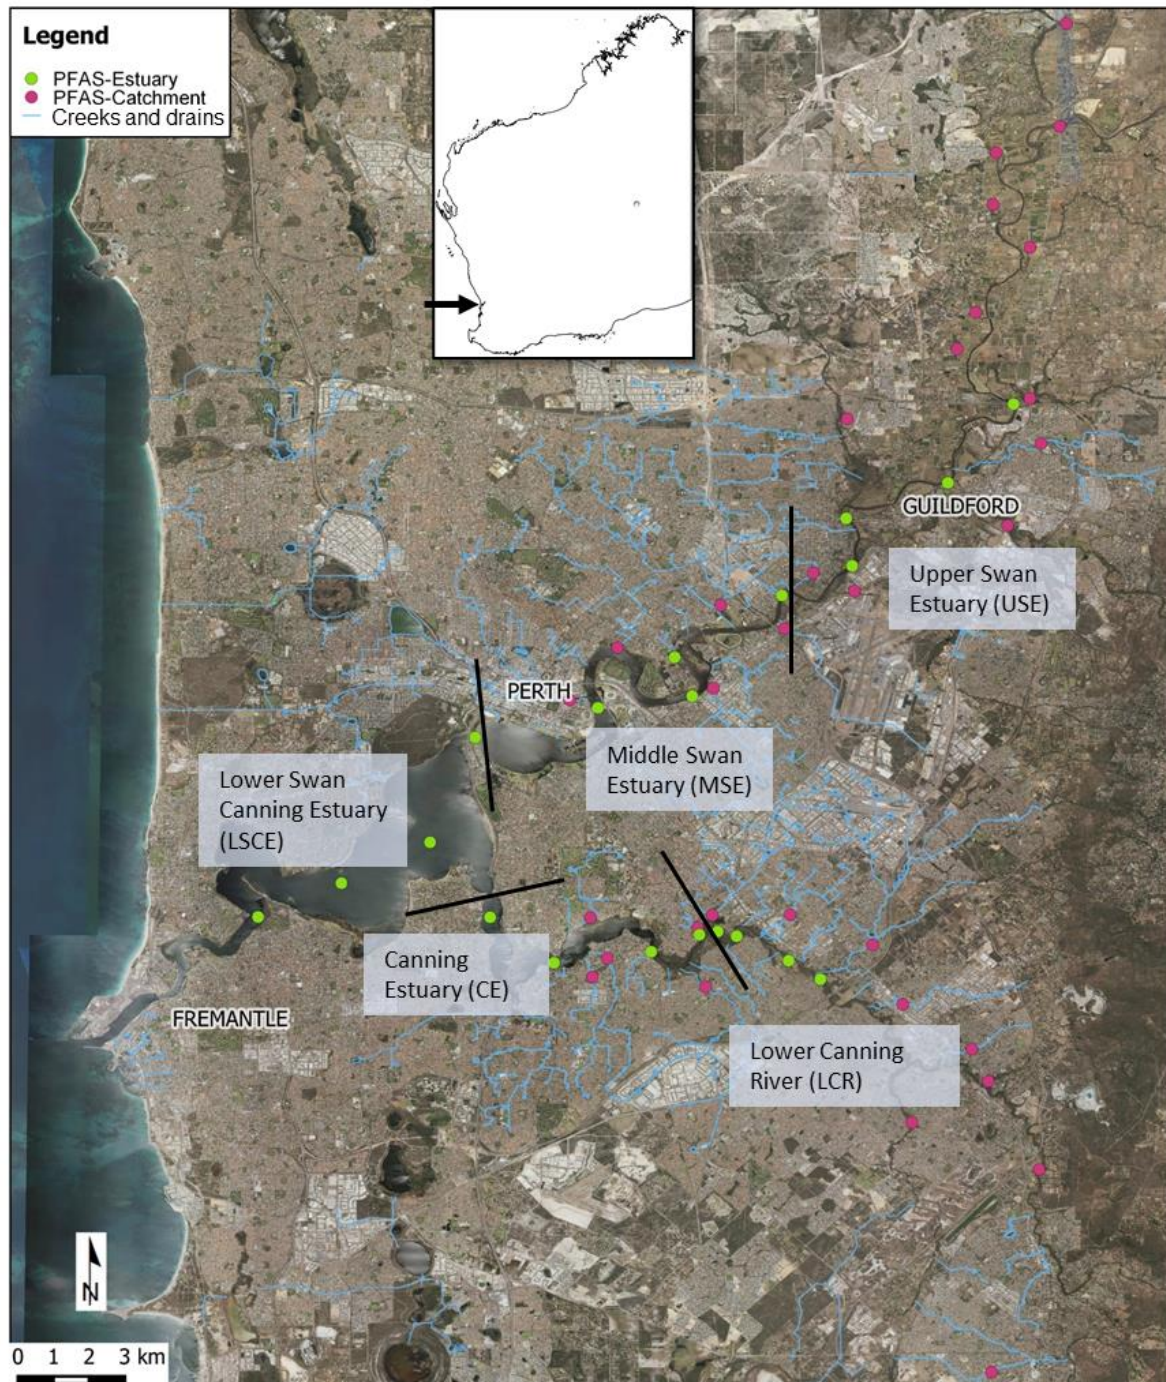 Legend
PFAS-Estuary
PFAS-Catchment
Creeks and drains
GUILDFORD
Upper Swan
Estuary (USE)
PERTH
Middle Swan
Estuary (MSE)
Lower Swan
Canning Estuary
(LSCE)
Canning
Estuary (CE)
FREMANTLE
Lower Canning
River (LCR)
N
0 1 2 3 km